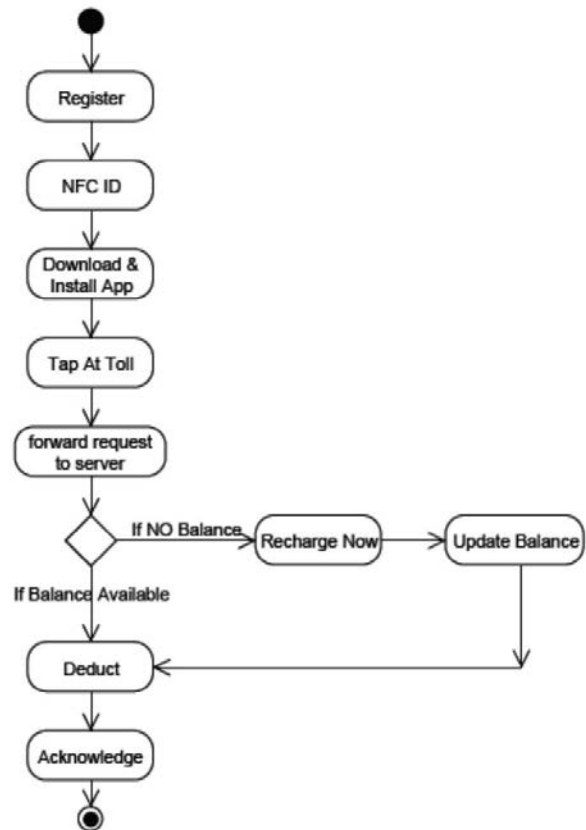 Register
NFC ID
Download &
Install App
Tap At Toll
forward request
to server
If NO Balance
Recharge Now
Update Balance
If Balance Available
Deduct
Acknowledge